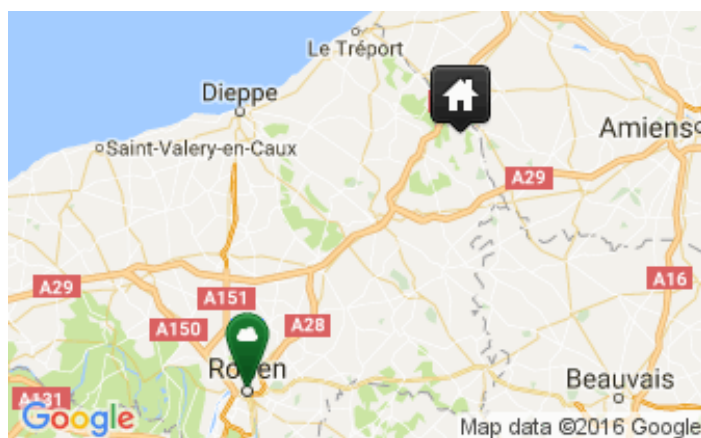 Le Tréport
Dieppe
Amiens
Saint-Valery-en-Caux
A29
A29
A151
A16
A150
A28
Rouen
Beauvais
A131
Google
Map data ©2016 Google